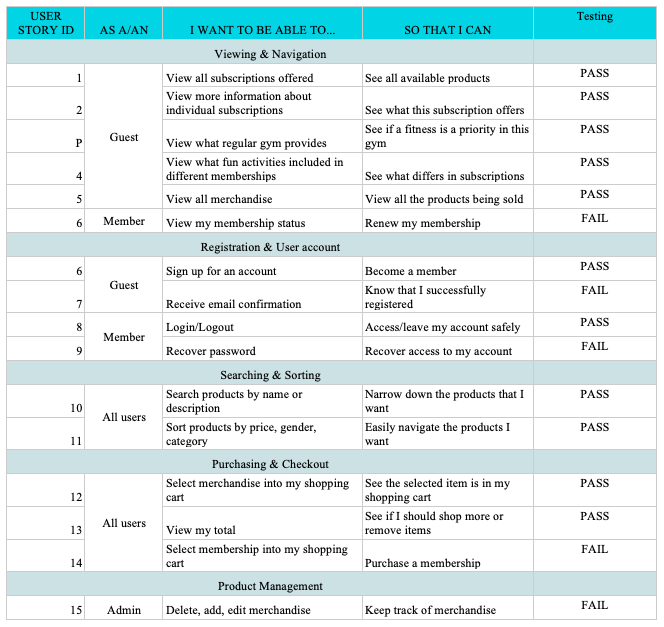 USER STORY ID AS A/AN I WANT TO BE ABLE TO... SO THAT I CAN Testing
Viewing & Navigation
1 Guest View all subscriptions offered See all available products PASS
2 View more information about individual subscriptions See what this subscription offers PASS
P View what regular gym provides See if a fitness is a priority in this gym PASS
4 View what fun activities included in different memberships See what differs in subscriptions PASS
5 View all merchandise View all the products being sold PASS
6 Member View my membership status Renew my membership FAIL
Registration & User account
6 Guest Sign up for an account Become a member PASS
7 Receive email confirmation Know that I successfully registered FAIL
8 Member Login/Logout Access/leave my account safely PASS
9 Recover password Recover access to my account FAIL
Searching & Sorting
10 All users Search products by name or description Narrow down the products that I want PASS
11 Sort products by price, gender, category Easily navigate the products I want PASS
Purchasing & Checkout
12 All users Select merchandise into my shopping cart See the selected item is in my shopping cart PASS
13 View my total See if I should shop more or remove items PASS
14 Select membership into my shopping cart Purchase a membership FAIL
Product Management
15 Admin Delete, add, edit merchandise Keep track of merchandise FAIL